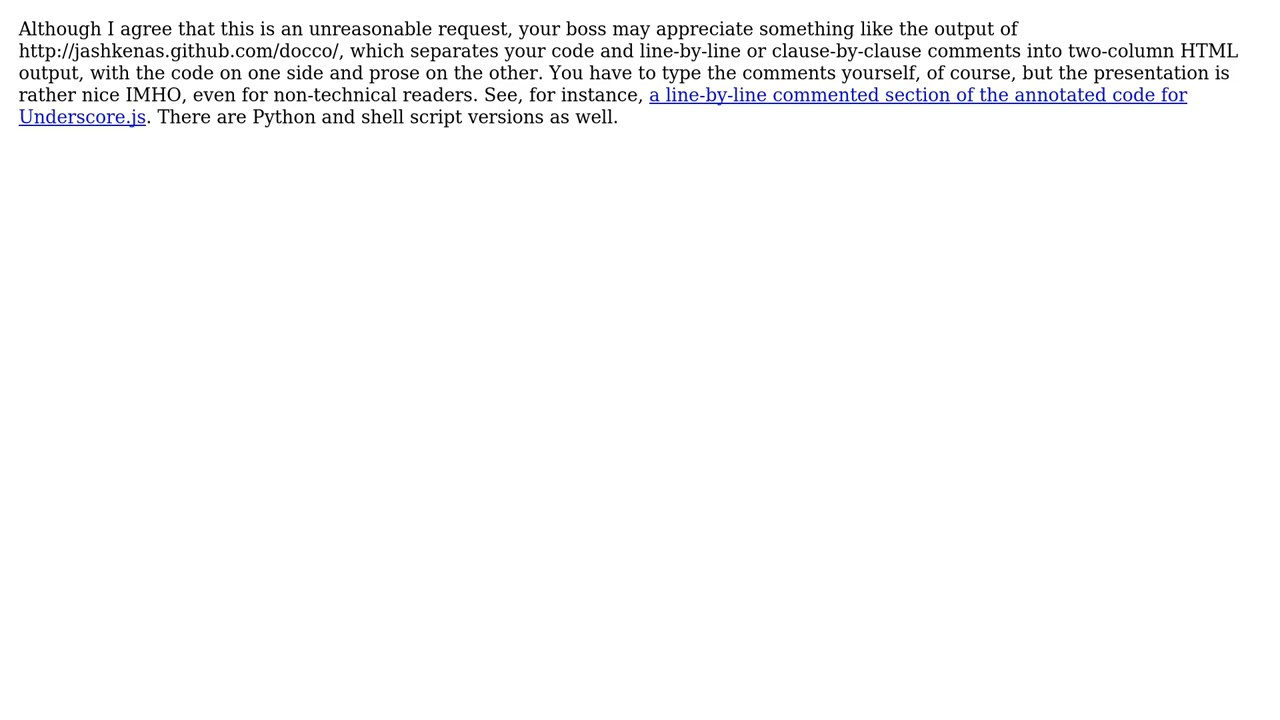 Although I agree that this is an unreasonable request, your boss may appreciate something like the output of
http://jashkenas.github.com/docco/, which separates your code and line-by-line or clause-by-clause comments into two-column HTML
output, with the code on one side and prose on the other. You have to type the comments yourself, of course, but the presentation is
rather nice IMHO, even for non-technical readers. See, for instance, a line-by-line commented section of the annotated code for
Underscore.js. There are Python and shell script versions as well.